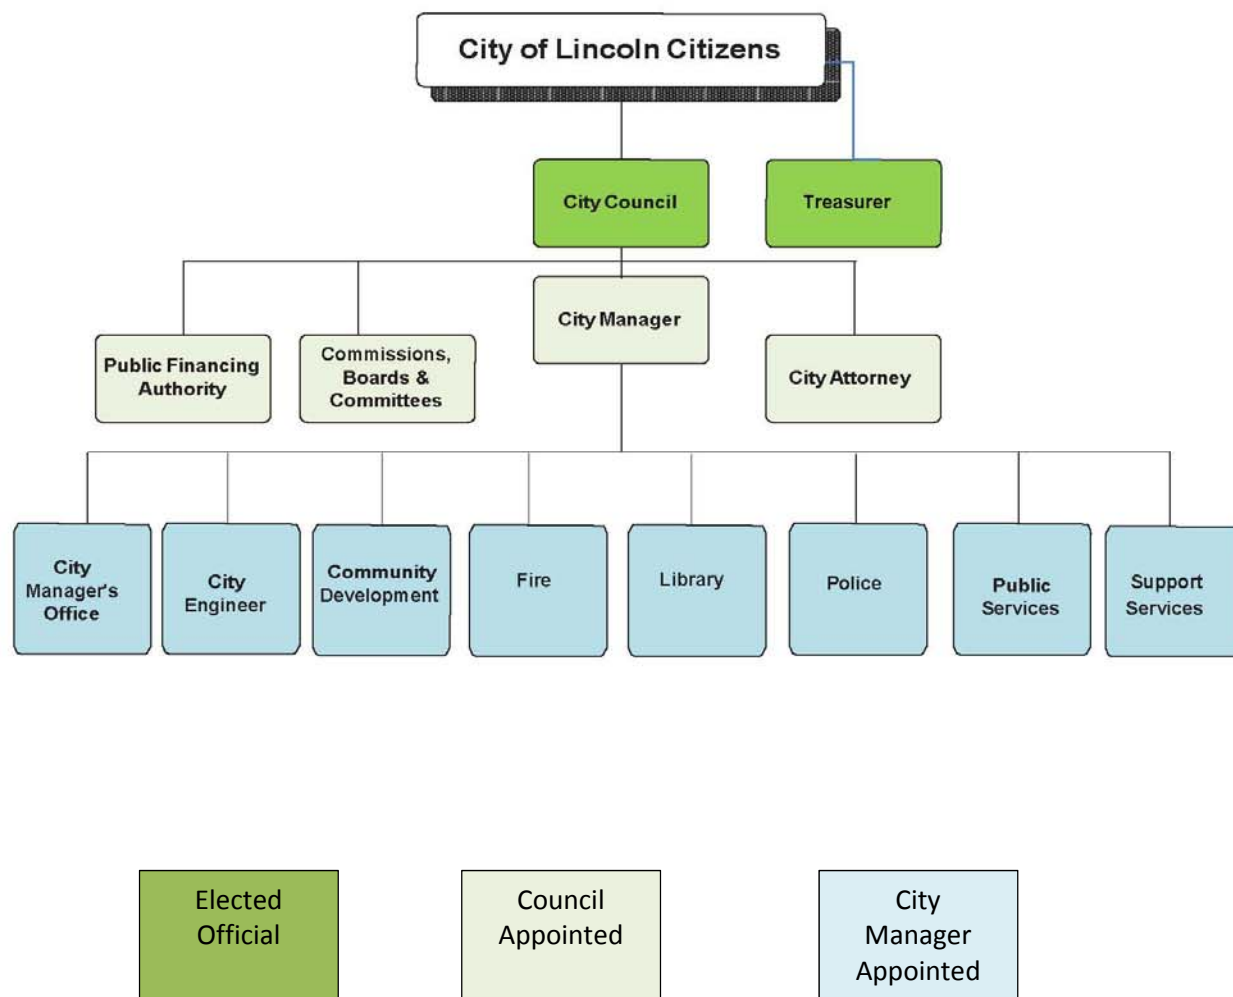 City of Lincoln Citizens
City Council
Treasurer
City Manager
Public Financing
Authority
Commissions,
Boards &
Committees
City Attorney
City
Manager's
Office
City
Engineer
Community
Development
Fire
Library
Police
Public
Services
Support
Services
Elected
Official
Council
Appointed
City
Manager
Appointed